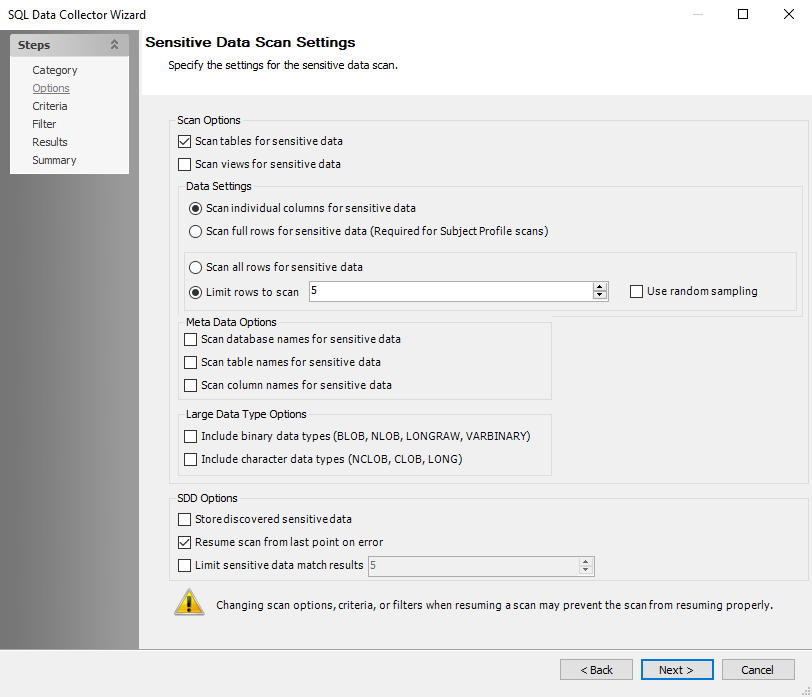 SQL Data Collector Wizard
Steps
Category
Options
Criteria
Filter
Results
Summary
Sensitive Data Scan Settings
Specify the settings for the sensitive data scan.
Scan Options
Scan tables for sensitive data
Scan views for sensitive data
Data Settings
Scan individual columns for sensitive data
Scan full rows for sensitive data (Required for Subject Profile scans)
Scan all rows for sensitive data
Limit rows to scan 5 Use random sampling
Meta Data Options
Scan database names for sensitive data
Scan table names for sensitive data
Scan column names for sensitive data
Large Data Type Options
Include binary data types (BLOB, NLOB, LONGRAW, VARBINARY)
Include character data types (NCLOB, CLOB, LONG)
SDD Options
Store discovered sensitive data
Resume scan from last point on error
Limit sensitive data match results 5
Changing scan options, criteria, or filters when resuming a scan may prevent the scan from resuming properly.
< Back Next > Cancel